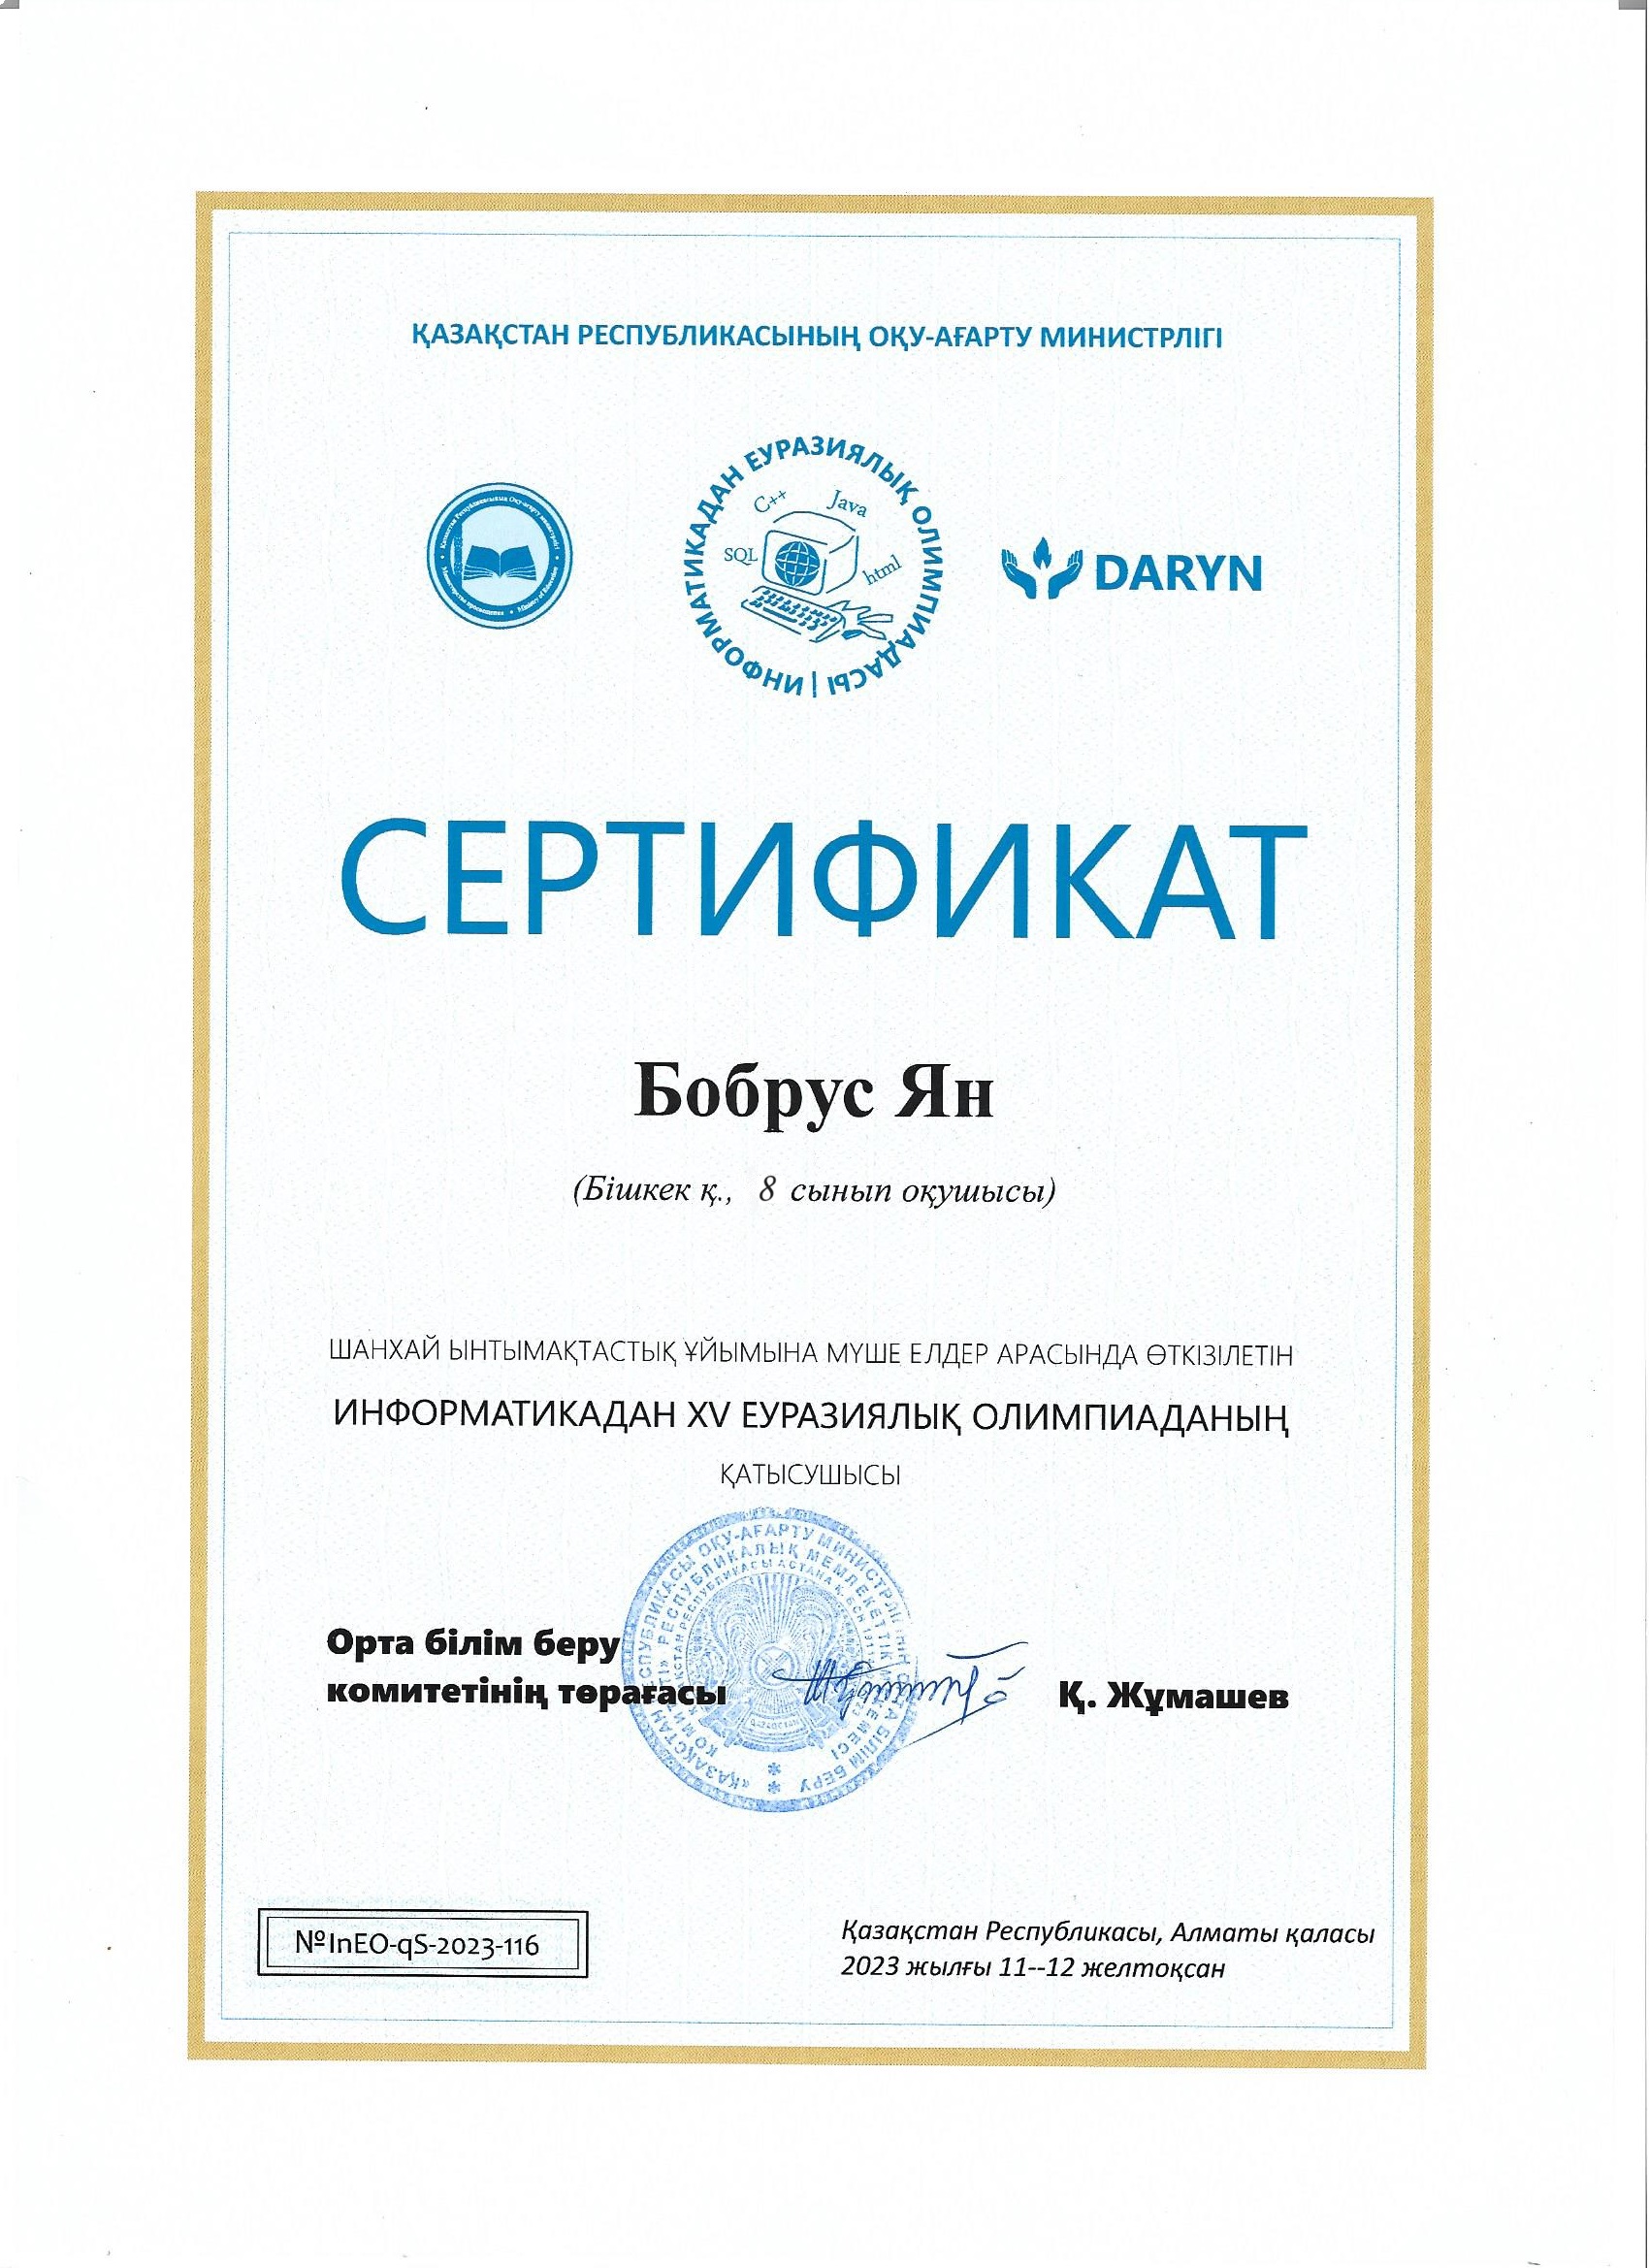 ҚАЗАҚСТАН РЕСПУБЛИКАСЫНЫҢ ОҚУ-АҒАРТУ МИНИСТРЛІГІ
ИНФОРМАТИКАДАН ЕУРАЗИЯЛЫҚ ОЛИМПИАДАСЫ |
C++
Java
SQL
html
DARYN
СЕРТИФИКАТ
Бобрус Ян
(Бішкек қ., 8 сынып оқушысы)
ШАНХАЙ ЫНТЫМАҚТАСТЫҚ ҰЙЫМЫНА МҮШЕ ЕЛДЕР АРАСЫНДА ӨТКІЗІЛЕТІН
ИНФОРМАТИКАДАН XV ЕУРАЗИЯЛЫҚ ОЛИМПИАДАНЫҢ
ҚАТЫСУШЫСЫ
Орта білім беру
комитетінің төрағасы
Қ. Жұмашев
№InEO-qS-2023-116
Қазақстан Республикасы, Алматы қаласы
2023 жылғы 11--12 желтоқсан